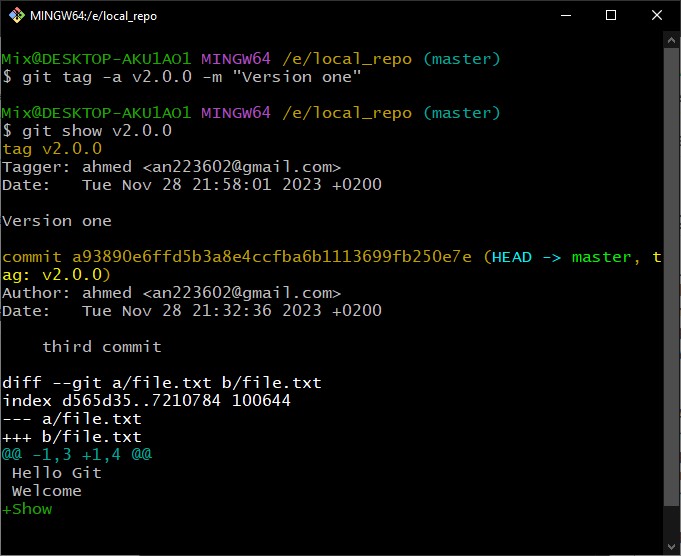 MINGW64:/e/local_repo
Mix@DESKTOP-AKU1AO1 MINGW64 /e/local_repo (master)
$ git tag -a v2.0.0 -m "Version one"
Mix@DESKTOP-AKU1AO1 MINGW64 /e/local_repo (master)
$ git show v2.0.0
tag v2.0.0
Tagger: ahmed <an223602@gmail.com>
Date:   Tue Nov 28 21:58:01 2023 +0200
Version one
commit a93890e6ffd5b3a8e4ccfba6b1113699fb250e7e (HEAD -> master, t
ag: v2.0.0)
Author: ahmed <an223602@gmail.com>
Date:   Tue Nov 28 21:32:36 2023 +0200
    third commit
diff --git a/file.txt b/file.txt
index d565d35..7210784 100644
--- a/file.txt
+++ b/file.txt
@@ -1,3 +1,4 @@
 Hello Git
 Welcome
+Show